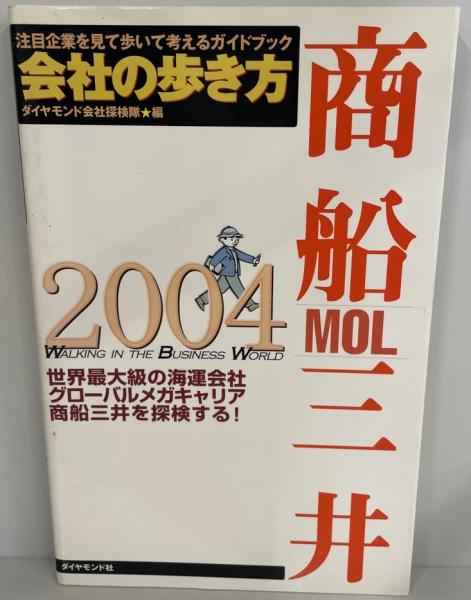 注目企業を見て歩いて考えるガイドブック
会社の歩き方
ダイヤモンド会社探検隊★編
商船三井
MOL
2004
WALKING IN THE BUSINESS WORLD
世界最大級の海運会社
グローバルメガキャリア
商船三井を探検する!
ダイヤモンド社